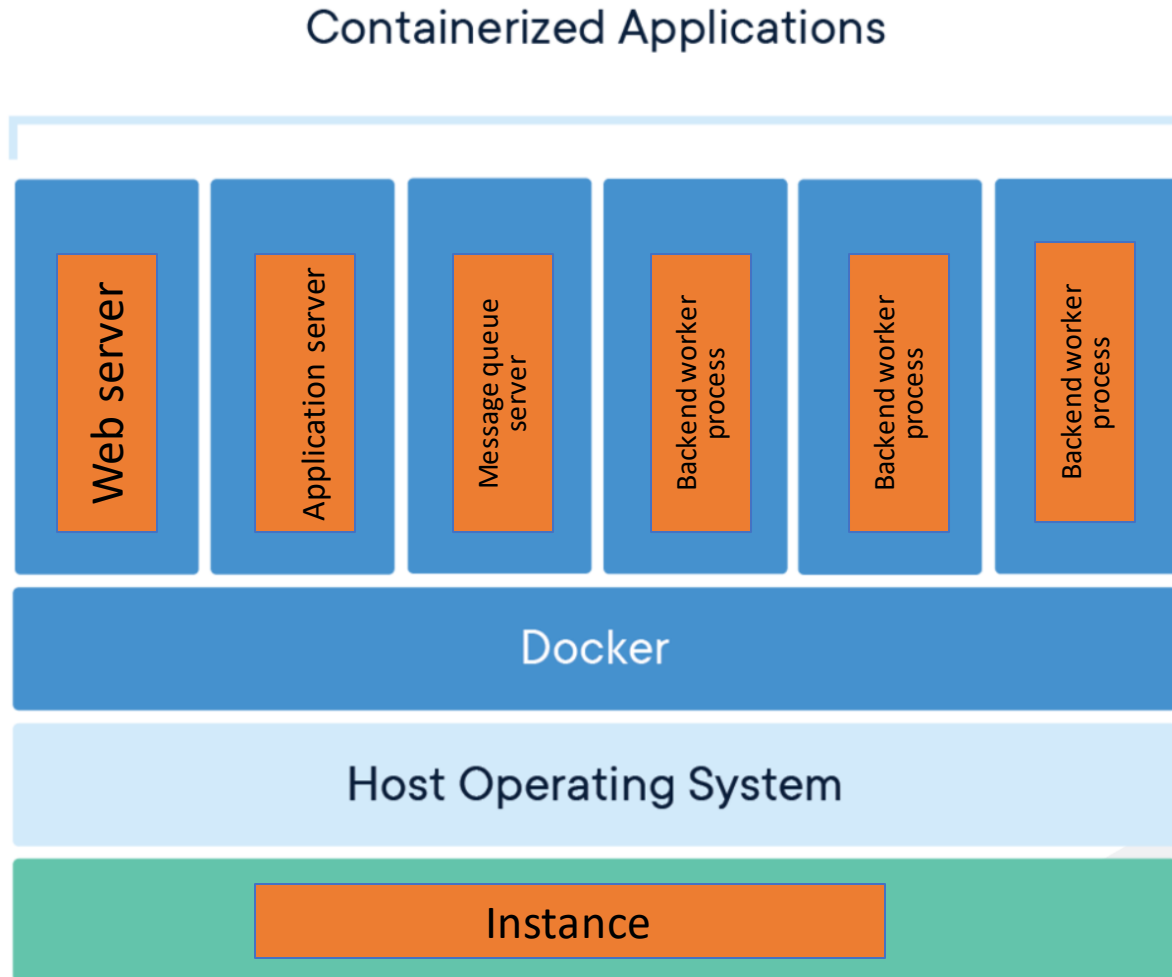 Containerized Applications
Web server
Application server
Message queue
server
Backend worker
process
Backend worker
process
Backend worker
process
Docker
Host Operating System
Instance